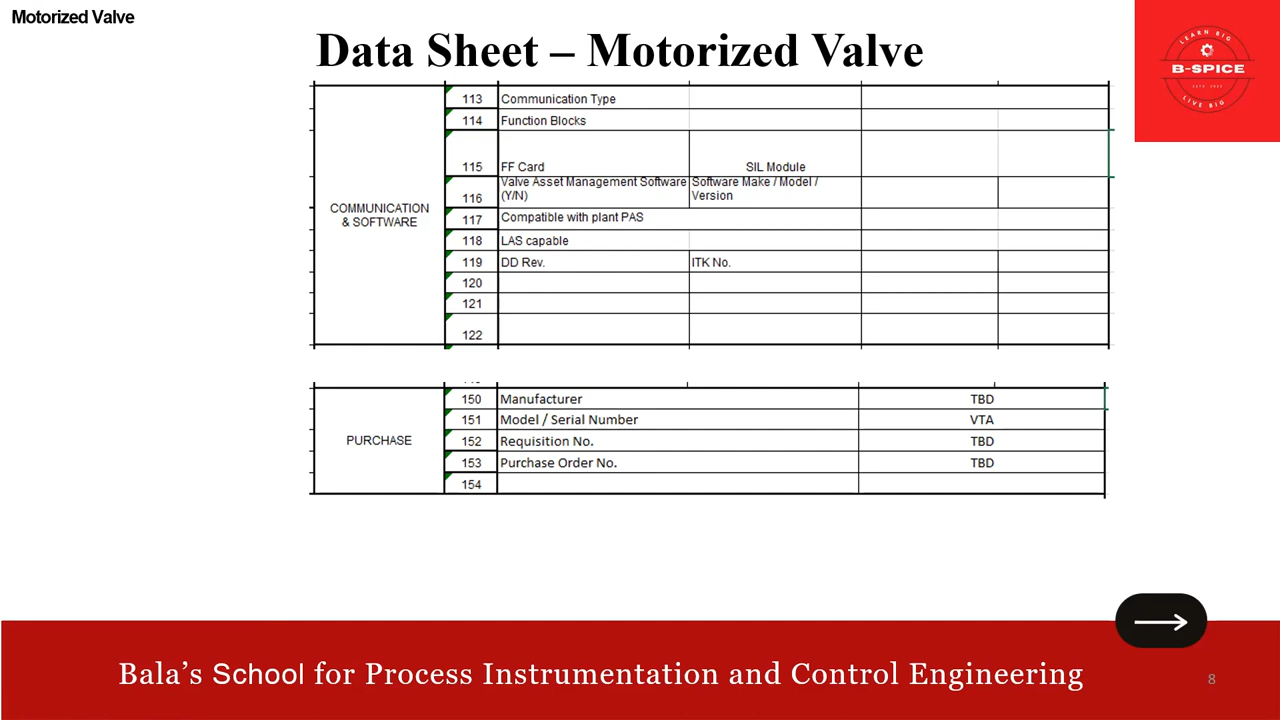 Motorized Valve
Data Sheet – Motorized Valve
LEARN BIG
B-SPICE
LIVE BIG
COMMUNICATION
& SOFTWARE
113 Communication Type
114 Function Blocks
115 FF Card SIL Module
116 Valve Asset Management Software (Y/N) Software Make / Model / Version
117 Compatible with plant PAS
118 LAS capable
119 DD Rev. ITK No.
120
121
122
PURCHASE
150 Manufacturer TBD
151 Model / Serial Number VTA
152 Requisition No. TBD
153 Purchase Order No. TBD
154
Bala's School for Process Instrumentation and Control Engineering
8